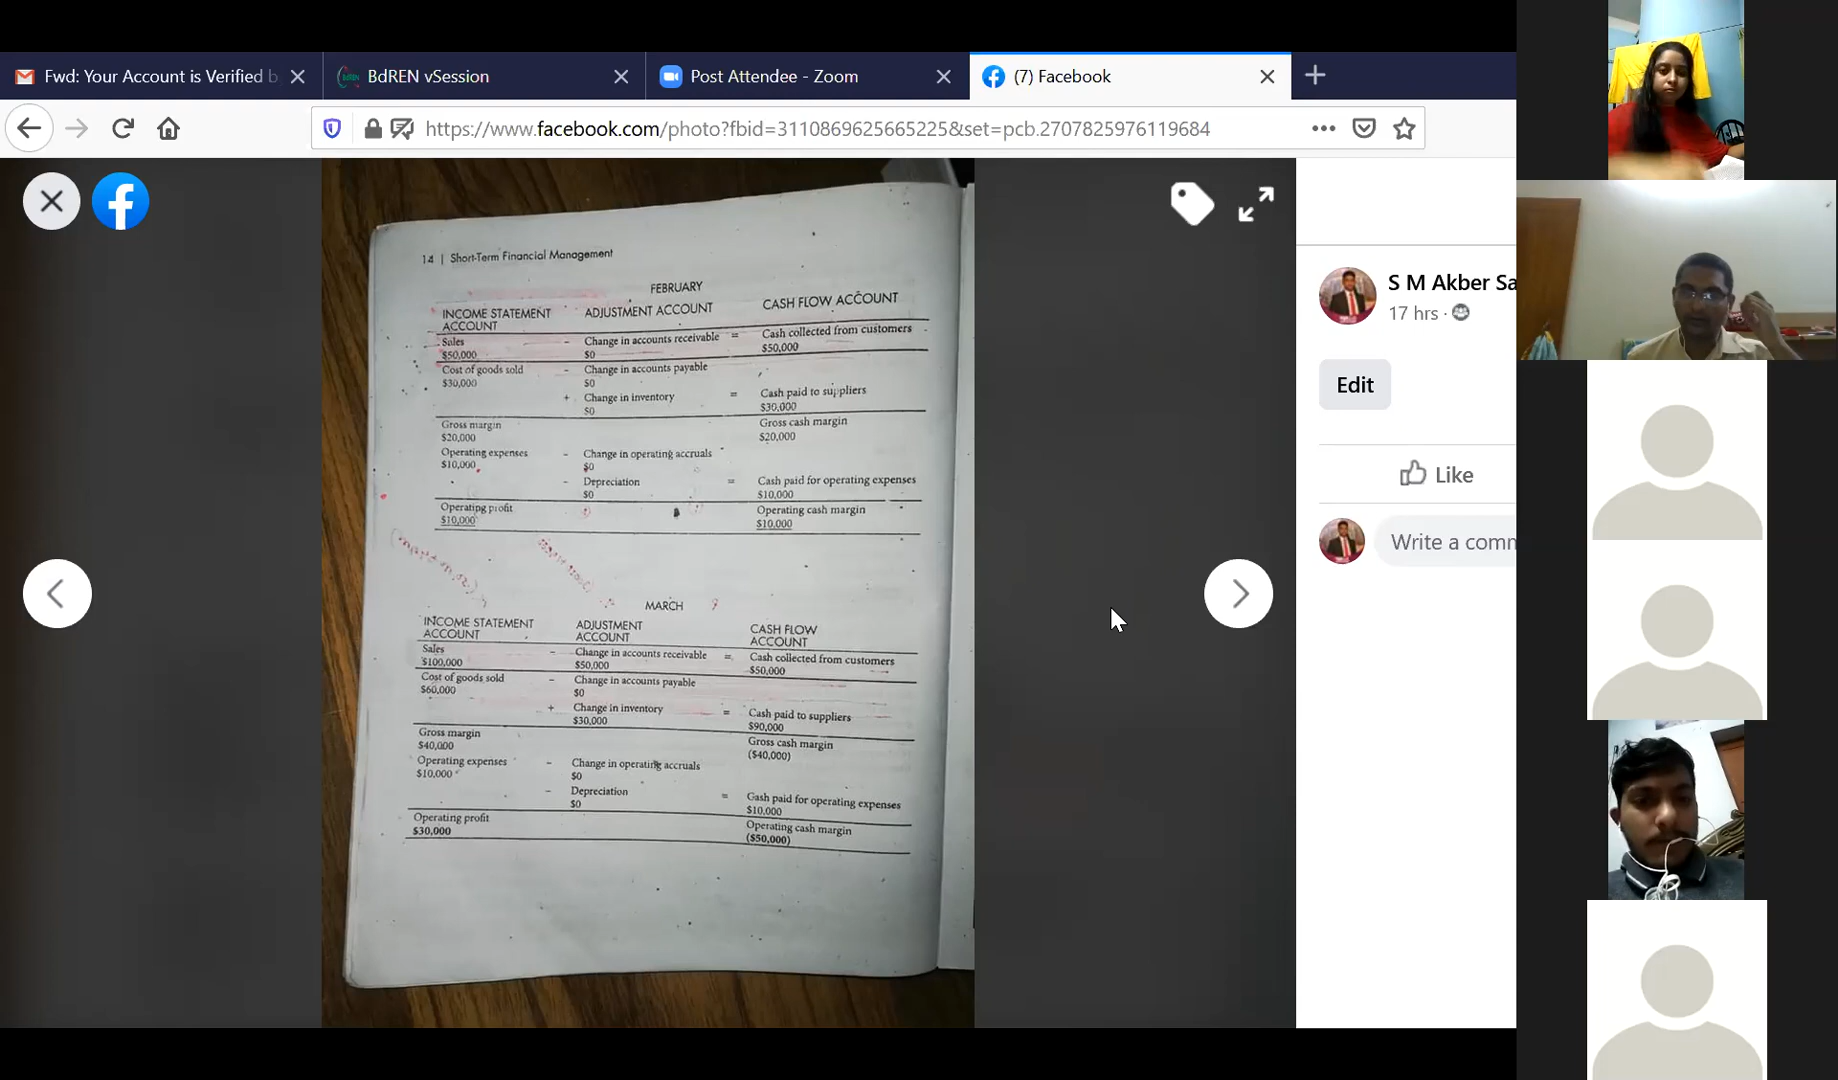 Fwd: Your Account is Verified b
BdREN vSession
Post Attendee - Zoom
(7) Facebook
https://www.facebook.com/photo?fbid=3110869625665225&set=pcb.2707825976119684
14 | Short-Term Financial Management
FEBRUARY
INCOME STATEMENT ACCOUNT ADJUSTMENT ACCOUNT CASH FLOW ACCOUNT
Sales - Change in accounts receivable = Cash collected from customers
$50,000 $0 $50,000
Cost of goods sold - Change in accounts payable
$30,000 $0
+ Change in inventory = Cash paid to suppliers
$0 $30,000
Gross margin Gross cash margin
$20,000 $20,000
Operating expenses - Change in operating accruals
$10,000 $0
- Depreciation = Cash paid for operating expenses
$0 $10,000
Operating profit Operating cash margin
$10,000 $10,000
MARCH
INCOME STATEMENT ADJUSTMENT CASH FLOW
ACCOUNT ACCOUNT ACCOUNT
Sales - Change in accounts receivable = Cash collected from customers
$100,000 $50,000 $50,000
Cost of goods sold - Change in accounts payable
$60,000 $0
+ Change in inventory = Cash paid to suppliers
$30,000 $90,000
Gross margin Gross cash margin
$40,000 ($40,000)
Operating expenses - Change in operating accruals
$10,000 $0
- Depreciation = Cash paid for operating expenses
$0 $10,000
Operating profit Operating cash margin
$30,000 ($50,000)
S M Akber Sa
17 hrs ·
Edit
Like
Write a comm